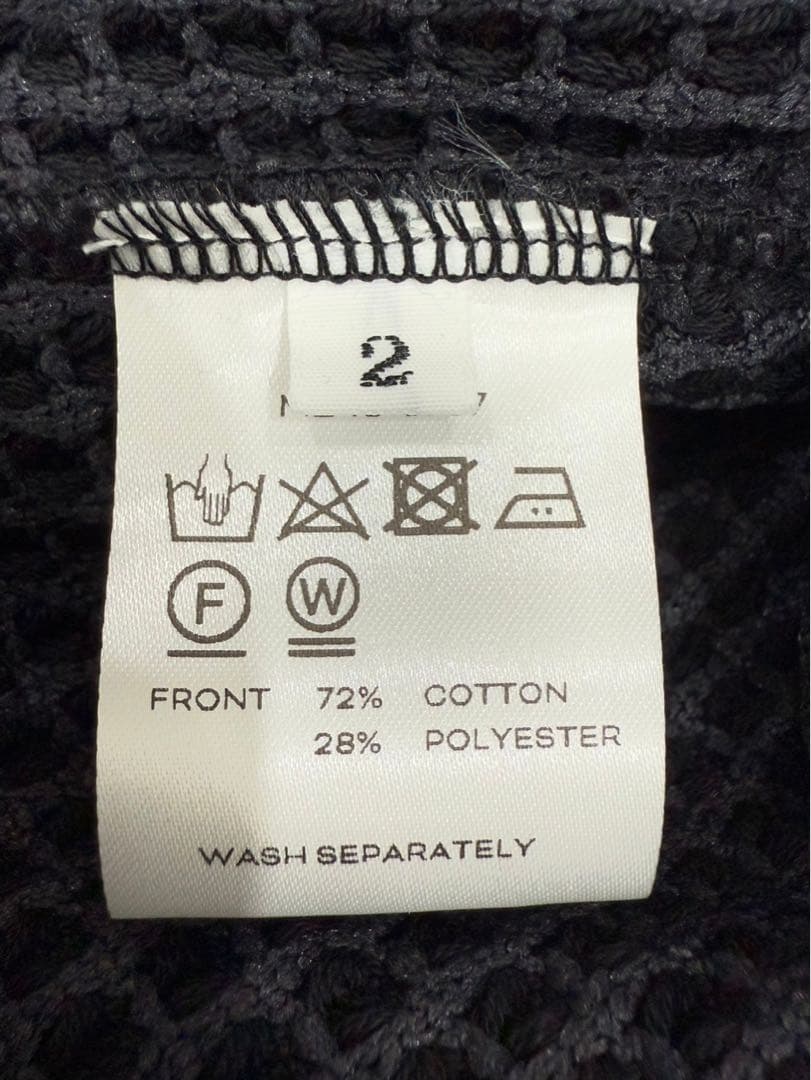 2
F W
FRONT 72% COTTON
28% POLYESTER
WASH SEPARATELY